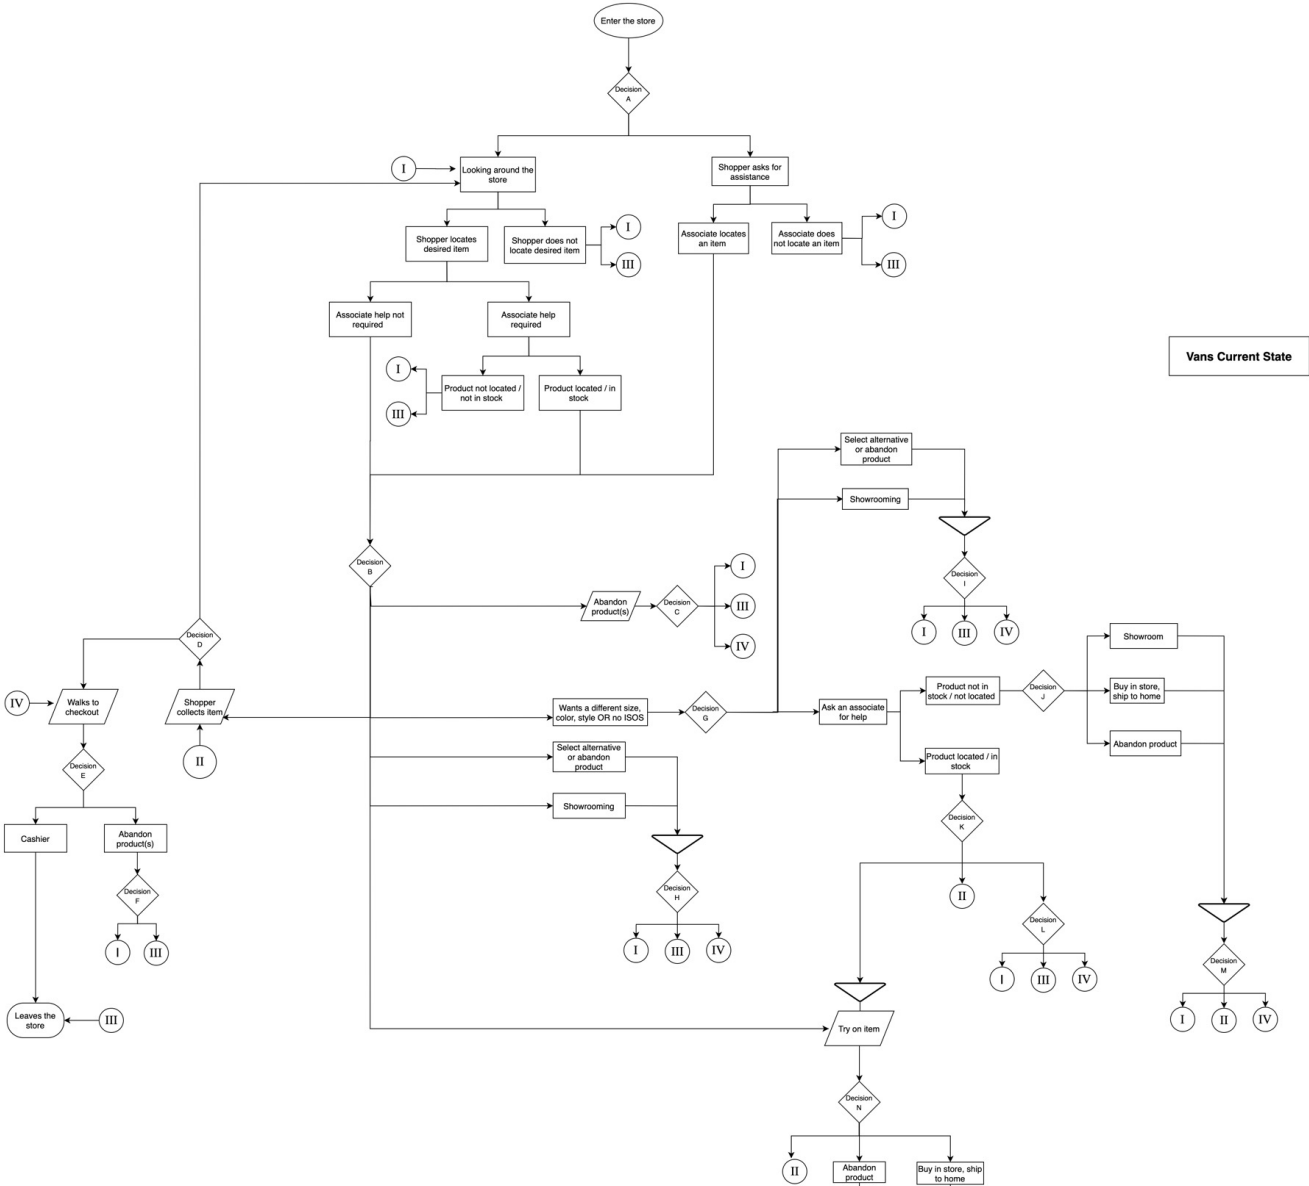 Enter the store
Decision
A
I
Looking around the
store
Shopper asks for
assistance
Shopper locates
desired item
Shopper does not
locate desired item
I
III
Associate locates
an item
Associate does
not locate an item
I
III
Associate help not
required
Associate help
required
I
III
Product not located /
not in stock
Product located / in
stock
Vans Current State
Select alternative
or abandon
product
Showrooming
Decision
I
I
III
IV
Decision
B
Abandon
product(s)
Decision
C
I
III
IV
Decision
D
IV
Walks to
checkout
Shopper
collects item
II
Wants a different size,
color, style OR no ISOS
Decision
G
Ask an associate
for help
Product not in
stock / not located
Decision
J
Showroom
Buy in store,
ship to home
Abandon product
Product located / in
stock
Decision
K
II
Decision
L
I
III
IV
Decision
M
I
II
IV
Select alternative
or abandon
product
Showrooming
Decision
H
I
III
IV
Decision
E
Cashier
Abandon
product(s)
Decision
F
I
III
Leaves the
store
III
Try on item
Decision
N
II
Abandon
product
Buy in store, ship
to home